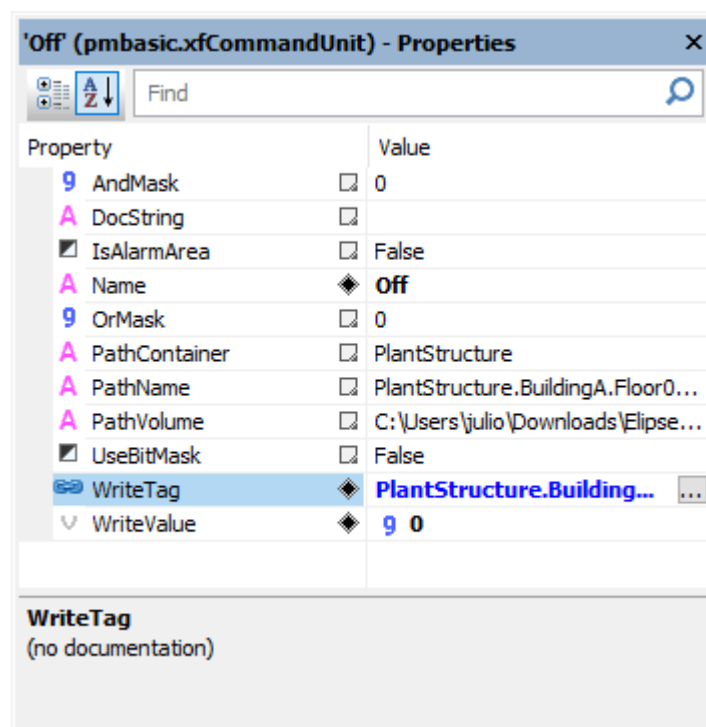 'Off' (pmbasic.xfCommandUnit) - Properties
Find
Property Value
AndMask 0
DocString
IsAlarmArea False
Name Off
OrMask 0
PathContainer PlantStructure
PathName PlantStructure.BuildingA.Floor0...
PathVolume C:\Users\julio\Downloads\Elipse...
UseBitMask False
WriteTag PlantStructure.Building... ...
WriteValue 9 0
WriteTag
(no documentation)